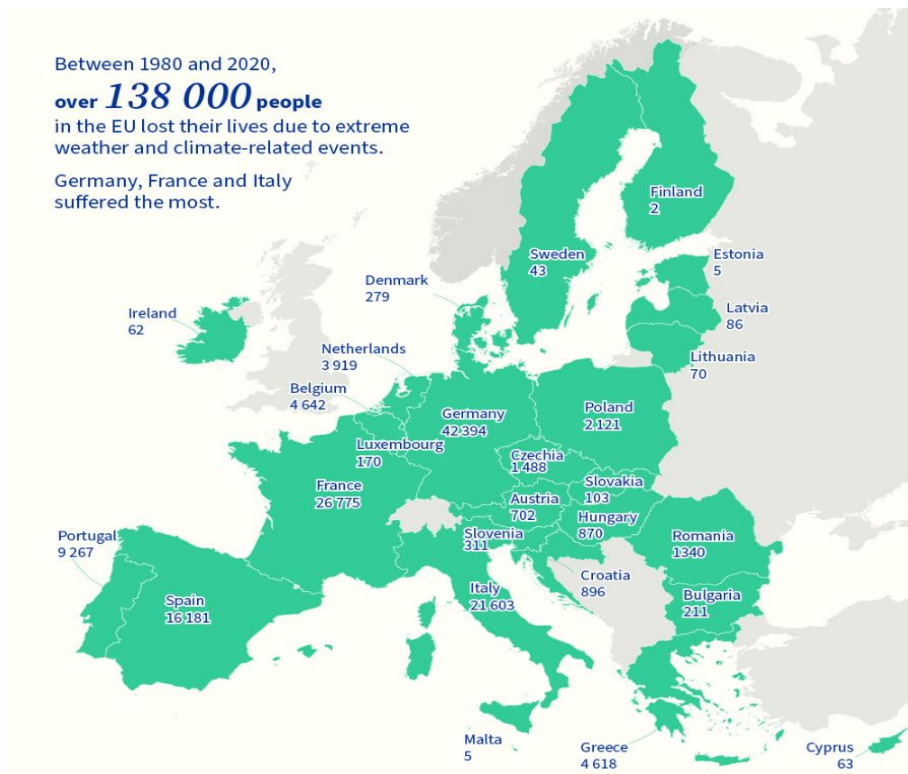 Between 1980 and 2020,
over 138 000 people
in the EU lost their lives due to extreme
weather and climate-related events.
Germany, France and Italy
suffered the most.
Finland
2
Sweden
43
Estonia
5
Denmark
279
Latvia
86
Ireland
62
Netherlands
3 919
Lithuania
70
Belgium
4 642
Germany
42 394
Poland
2 121
Luxembourg
170
Czechia
1 488
France
26 775
Slovakia
103
Austria
702
Hungary
870
Portugal
9 267
Slovenia
311
Romania
1340
Croatia
896
Italy
21 603
Spain
16 181
Bulgaria
211
Malta
5
Greece
4 618
Cyprus
63